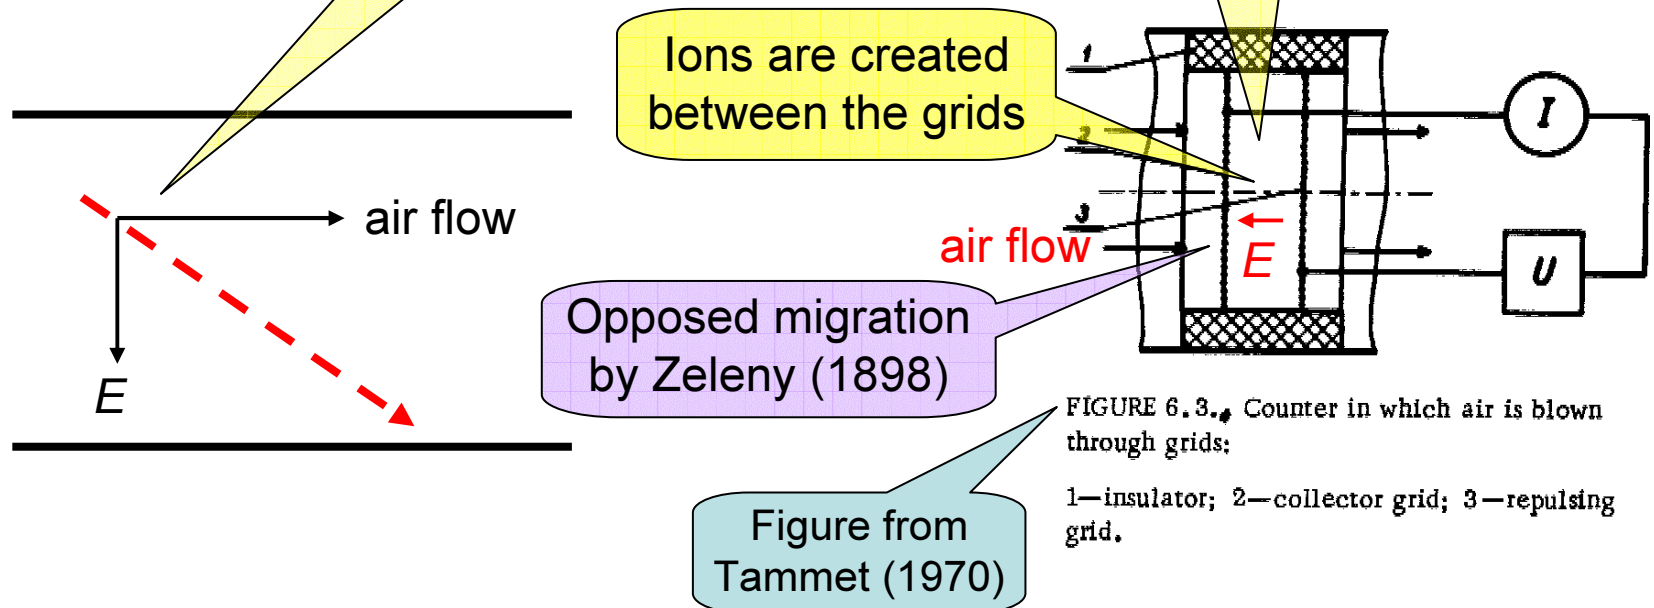 Ions are created
between the grids
1
2
3
I
U
air flow
E
air flow
E
Opposed migration
by Zeleny (1898)
FIGURE 6.3. Counter in which air is blown
through grids:
1—insulator; 2—collector grid; 3—repulsing
grid.
Figure from
Tammet (1970)